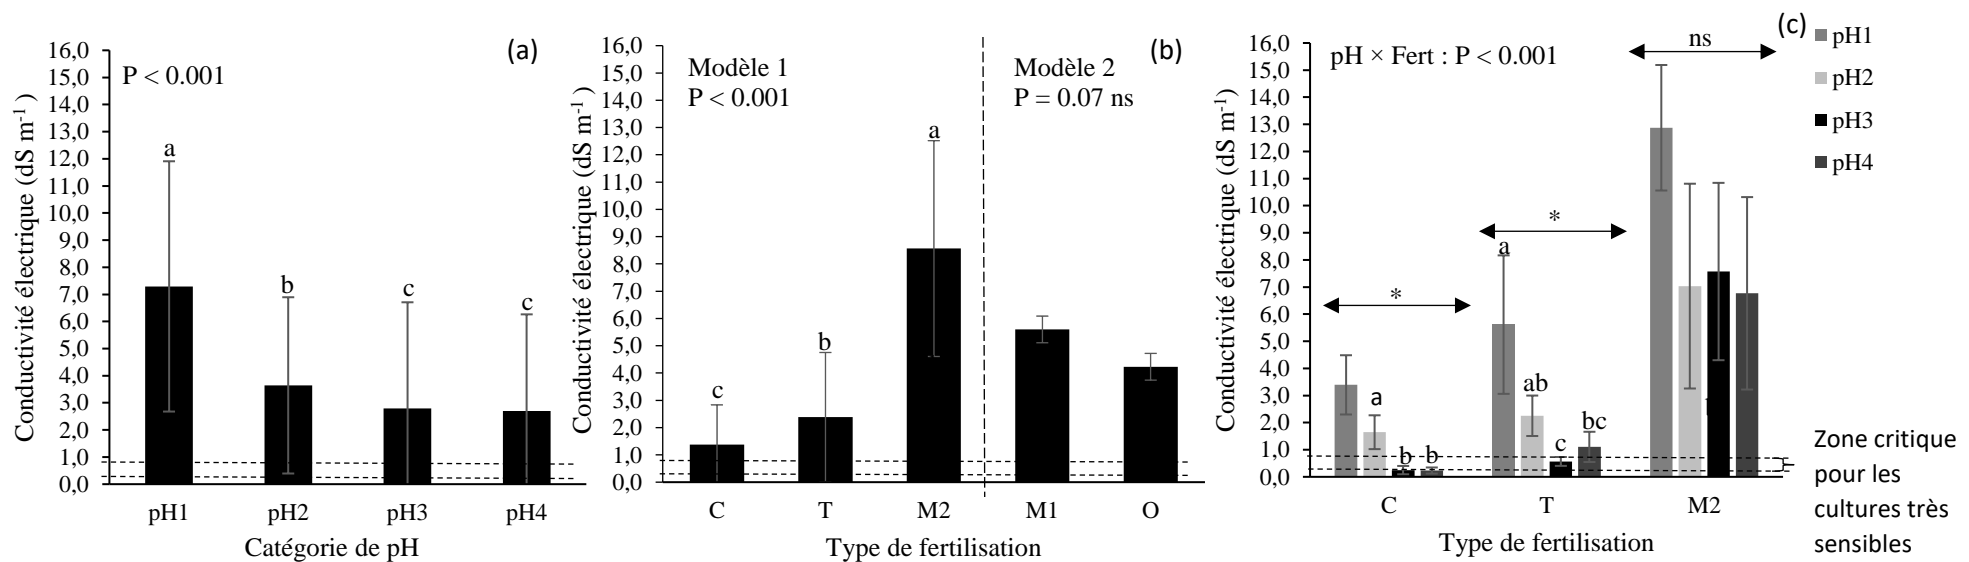 (a)
P < 0.001
Conductivité électrique (dS m-1)
16,0
15,0
14,0
13,0
12,0
11,0
10,0
9,0
8,0
7,0
6,0
5,0
4,0
3,0
2,0
1,0
0,0
a
b
c
c
pH1 pH2 pH3 pH4
Catégorie de pH
(b)
Modèle 1
P < 0.001
Modèle 2
P = 0.07 ns
Conductivité électrique (dS m-1)
16,0
15,0
14,0
13,0
12,0
11,0
10,0
9,0
8,0
7,0
6,0
5,0
4,0
3,0
2,0
1,0
0,0
c
b
a
C T M2 M1 O
Type de fertilisation
(c)
pH × Fert : P < 0.001
Conductivité électrique (dS m-1)
16,0
15,0
14,0
13,0
12,0
11,0
10,0
9,0
8,0
7,0
6,0
5,0
4,0
3,0
2,0
1,0
0,0
*
*
ns
a
b
b
a
ab
c
bc
C T M2
Type de fertilisation
pH1
pH2
pH3
pH4
Zone critique
pour les
cultures très
sensibles